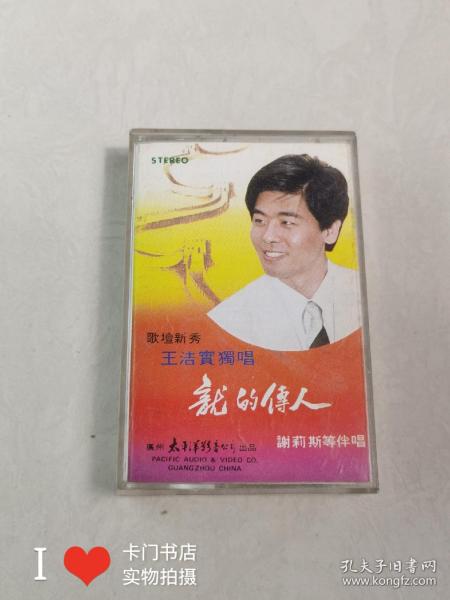 STEREO
歌壇新秀
王洁實獨唱
龍的傳人
謝莉斯等伴唱
廣州 太平洋影音公司 出品
PACIFIC AUDIO & VIDEO CO.
GUANGZHOU CHINA
I
卡门书店
实物拍摄
孔夫子旧书网
www.kongfz.com